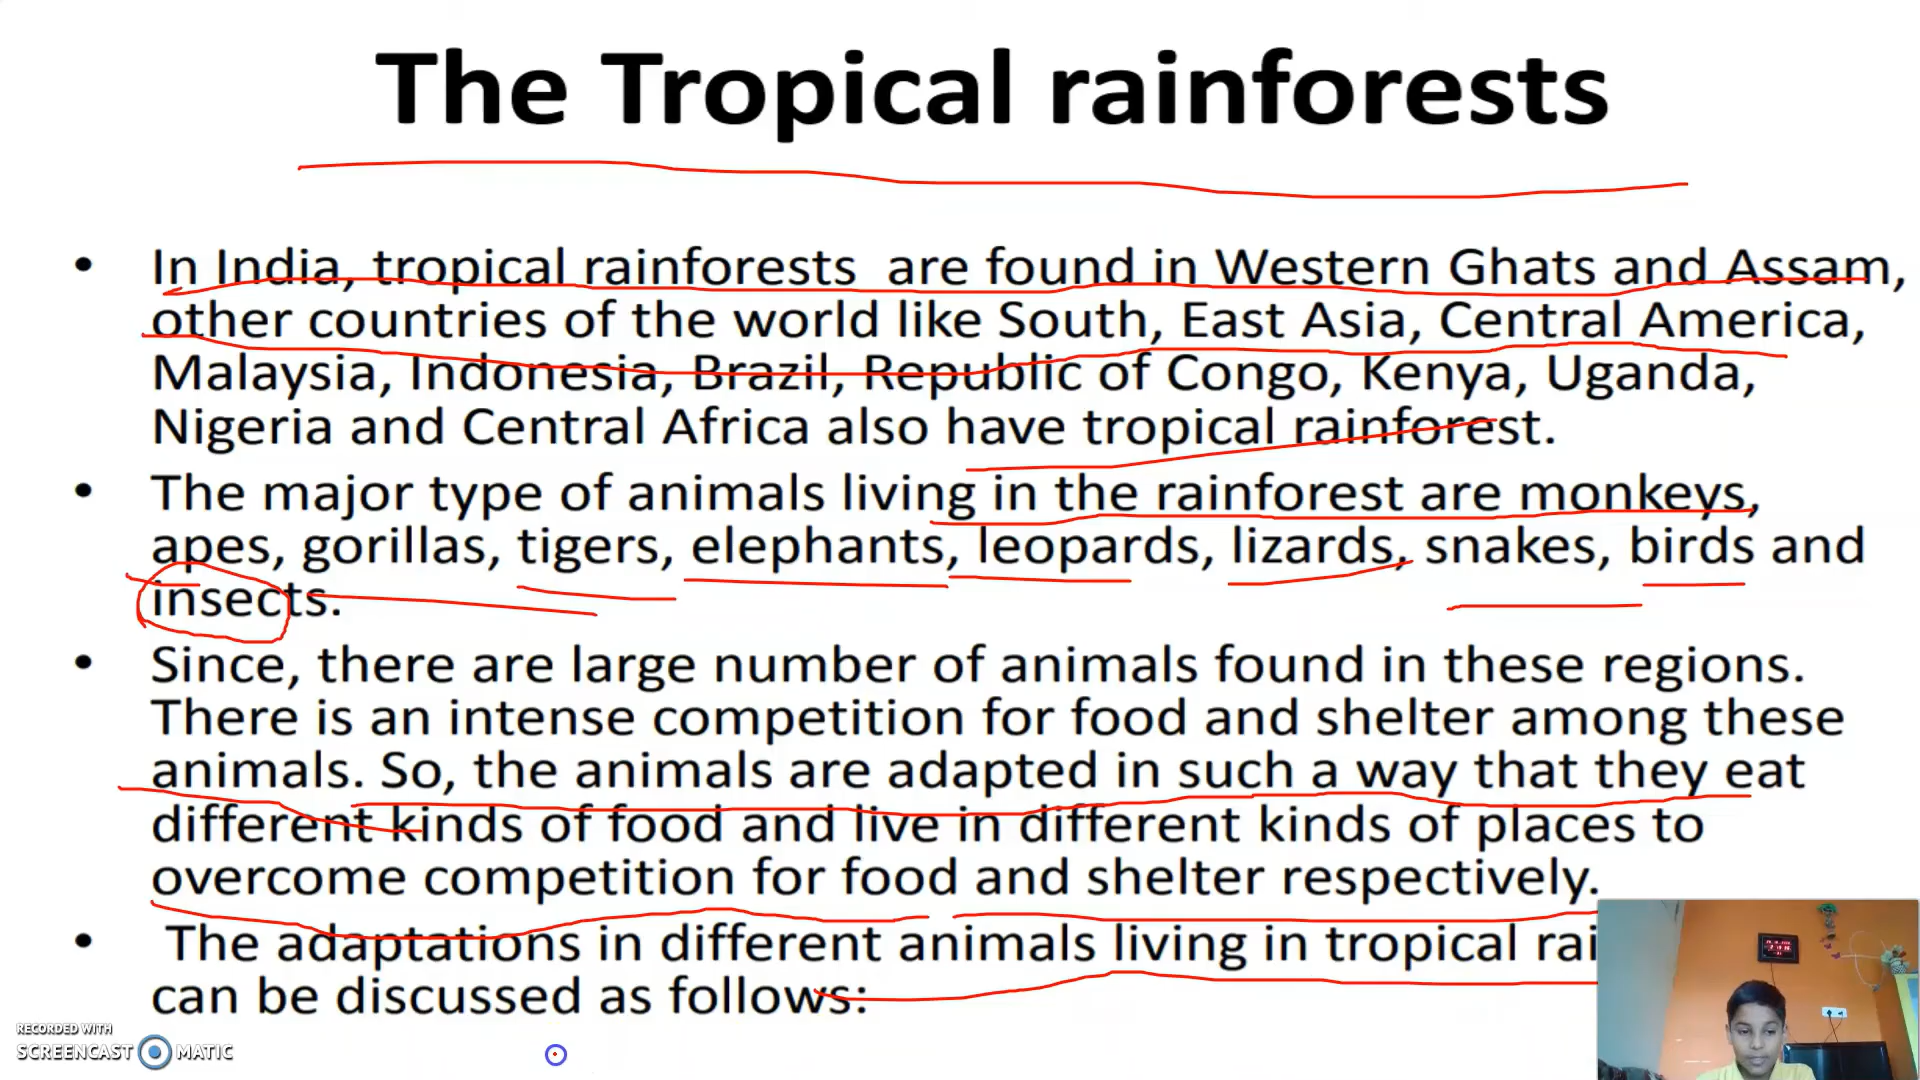 The Tropical rainforests
• In India, tropical rainforests are found in Western Ghats and Assam,
other countries of the world like South, East Asia, Central America,
Malaysia, Indonesia, Brazil, Republic of Congo, Kenya, Uganda,
Nigeria and Central Africa also have tropical rainforest.
• The major type of animals living in the rainforest are monkeys,
apes, gorillas, tigers, elephants, leopards, lizards, snakes, birds and
insects.
• Since, there are large number of animals found in these regions.
There is an intense competition for food and shelter among these
animals. So, the animals are adapted in such a way that they eat
different kinds of food and live in different kinds of places to
overcome competition for food and shelter respectively.
• The adaptations in different animals living in tropical rai
can be discussed as follows:
RECORDED WITH
SCREENCAST MATIC